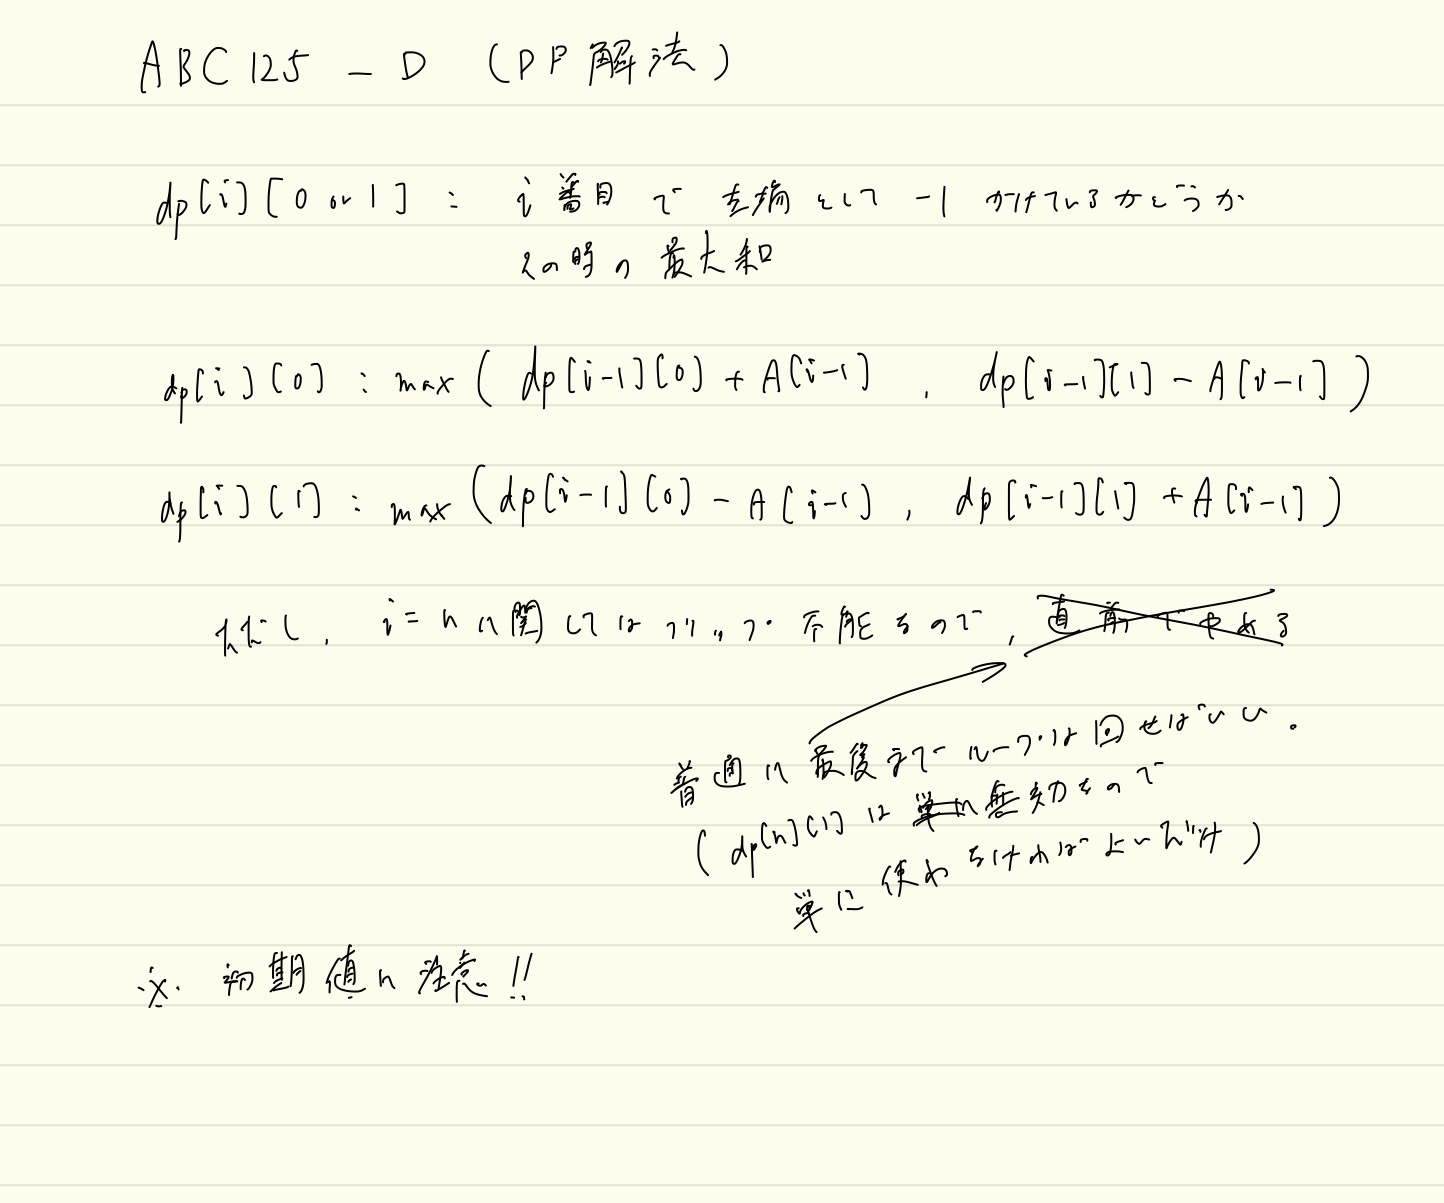 ABC125 - D (DP解法)
dp[i][0 or 1] : i番目で左端として -1 かけているかどうか
その時の最大和
dp[i][0] : max( dp[i-1][0] + A[i-1] , dp[i-1][1] - A[i-1] )
dp[i][1] : max( dp[i-1][0] - A[i-1] , dp[i-1][1] + A[i-1] )
ただし, i=nに関してはフリップ不能なので, 直前でやめる
普通に最後までループは回せばいい.
( dp[n][1] は単に無効なので
単に使わなければよいだけ )
※ 初期値に注意!!